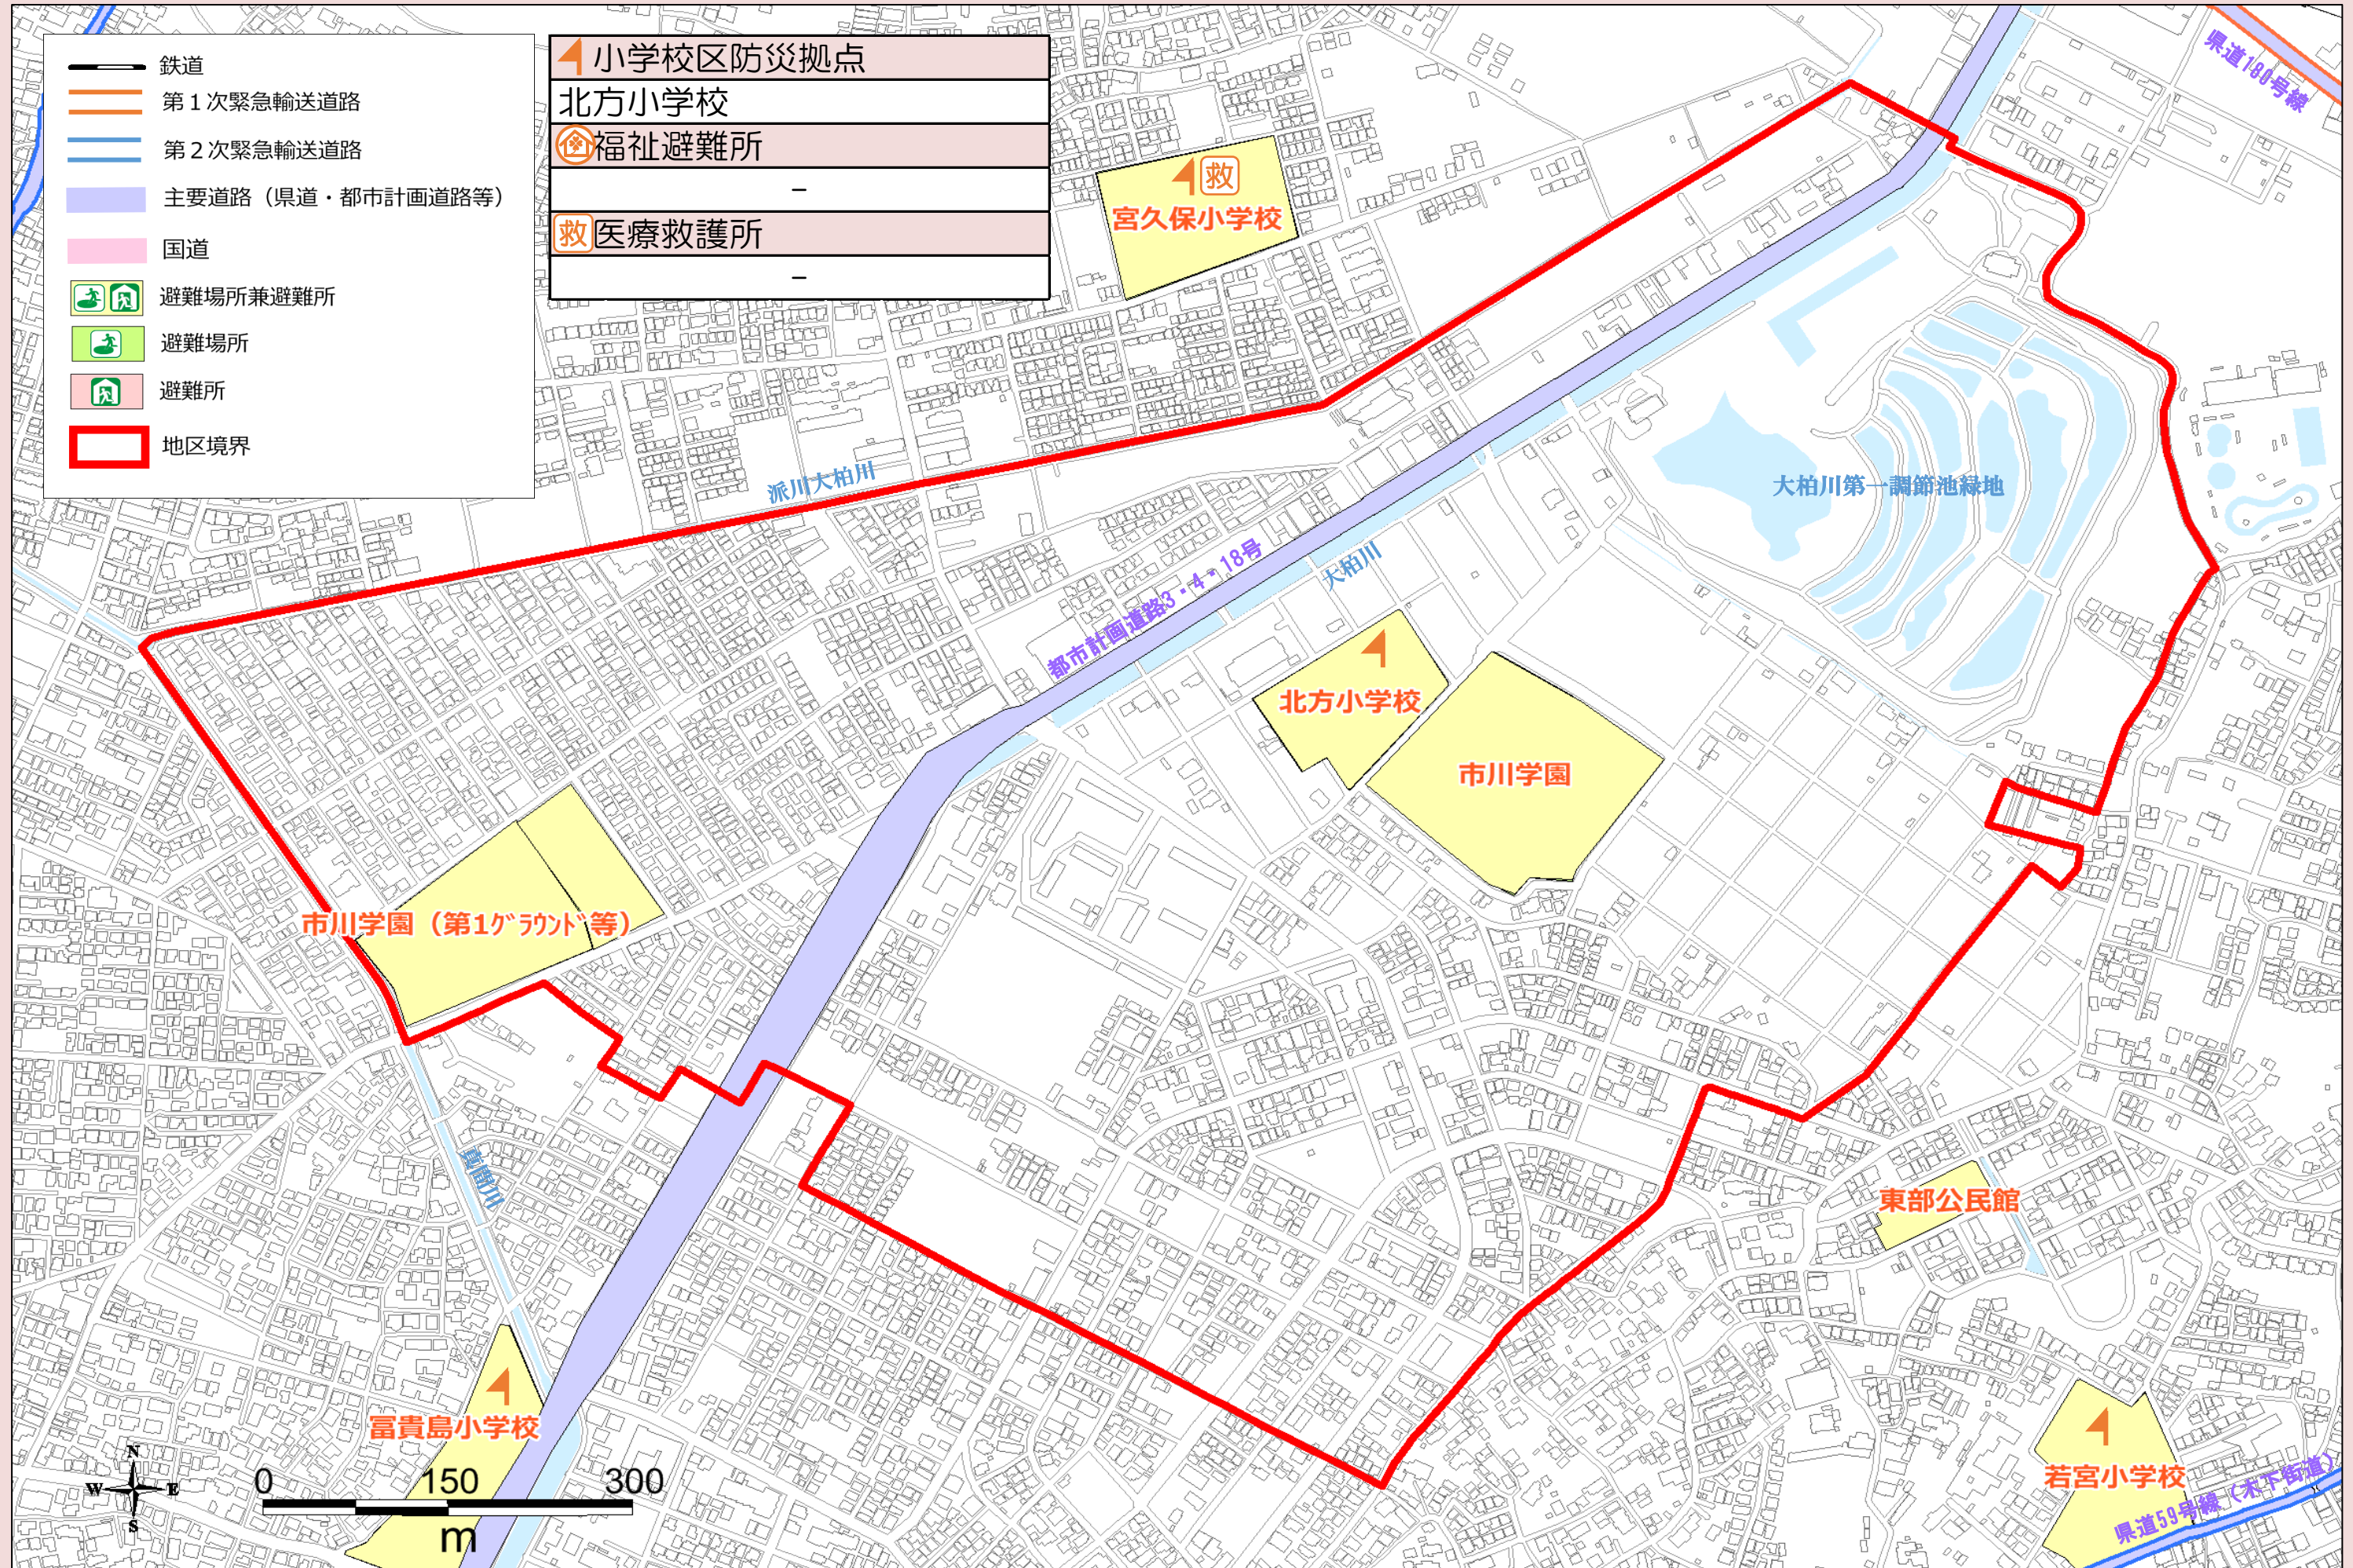 鉄道
第１次緊急輸送道路
第２次緊急輸送道路
主要道路（県道・都市計画道路等）
国道
避難場所兼避難所
避難場所
避難所
地区境界
小学校区防災拠点
北方小学校
福祉避難所
－
救 医療救護所
－
県道180号線
救
宮久保小学校
派川大柏川
大柏川第一調節池緑地
都市計画道路3・4・18号
大柏川
北方小学校
市川学園
市川学園（第1ｸﾞﾗｳﾝﾄﾞ等）
真間川
東部公民館
冨貴島小学校
若宮小学校
県道59号線（木下街道）
N
W E
S
0 150 300
m